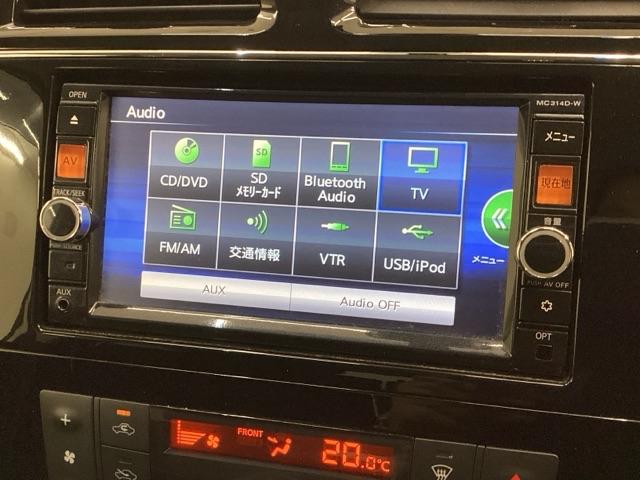 OPEN
MC314D-W
Audio
メニュー
AV
現在地
CD/DVD
SD
メモリーカード
Bluetooth
Audio
TV
TRACK/SEEK
音量
FM/AM
交通情報
VTR
USB/iPod
メニュー
PUSH SOURCE
PUSH AV OFF
AUX
AUX
Audio OFF
OPT
FRONT
20.0°C